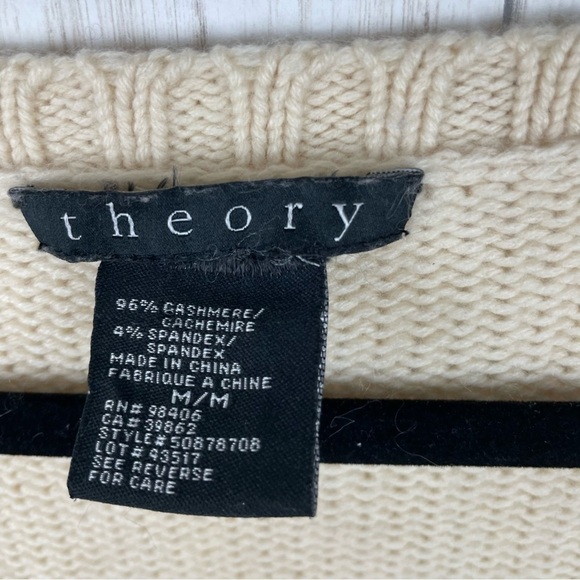 theory
96% CASHMERE/
CACHEMIRE
4% SPANDEX/
SPANDEX
MADE IN CHINA
FABRIQUE A CHINE
M/M
RN# 98406
CA# 39862
STYLE# 50878708
LOT# 43517
SEE REVERSE
FOR CARE